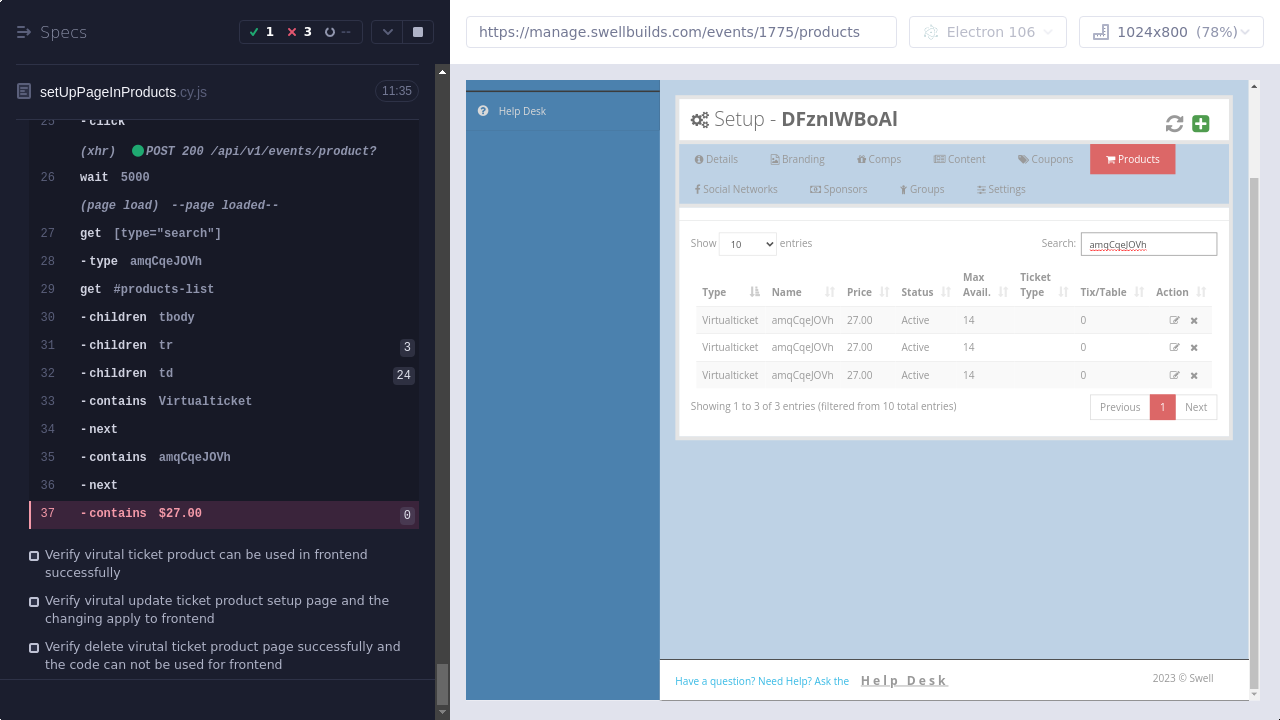 Specs
1 3 --
setUpPageInProducts.cy.js 11:35
25 -click
(xhr) POST 200 /api/v1/events/product?
26 wait 5000
(page load) --page loaded--
27 get [type="search"]
28 -type amqCqeJOVh
29 get #products-list
30 -children tbody
31 -children tr 3
32 -children td 24
33 -contains Virtualticket
34 -next
35 -contains amqCqeJOVh
36 -next
37 -contains $27.00 0
Verify virutal ticket product can be used in frontend
successfully
Verify virutal update ticket product setup page and the
changing apply to frontend
Verify delete virutal ticket product page successfully and
the code can not be used for frontend
https://manage.swellbuilds.com/events/1775/products
Electron 106
1024x800 (78%)
Help Desk
Setup - DFznIWBoAl
Details Branding Comps Content Coupons Products
Social Networks Sponsors Groups Settings
Show 10 entries Search: amqCqeJOVh
Type Name Price Status Max Avail. Ticket Type Tix/Table Action
Virtualticket amqCqeJOVh 27.00 Active 14 0
Virtualticket amqCqeJOVh 27.00 Active 14 0
Virtualticket amqCqeJOVh 27.00 Active 14 0
Showing 1 to 3 of 3 entries (filtered from 10 total entries) Previous 1 Next
Have a question? Need Help? Ask the Help Desk 2023 © Swell